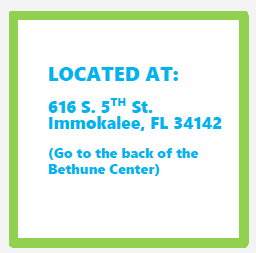 LOCATED AT:
616 S. 5TH St.
Immokalee, FL 34142
(Go to the back of the
Bethune Center)